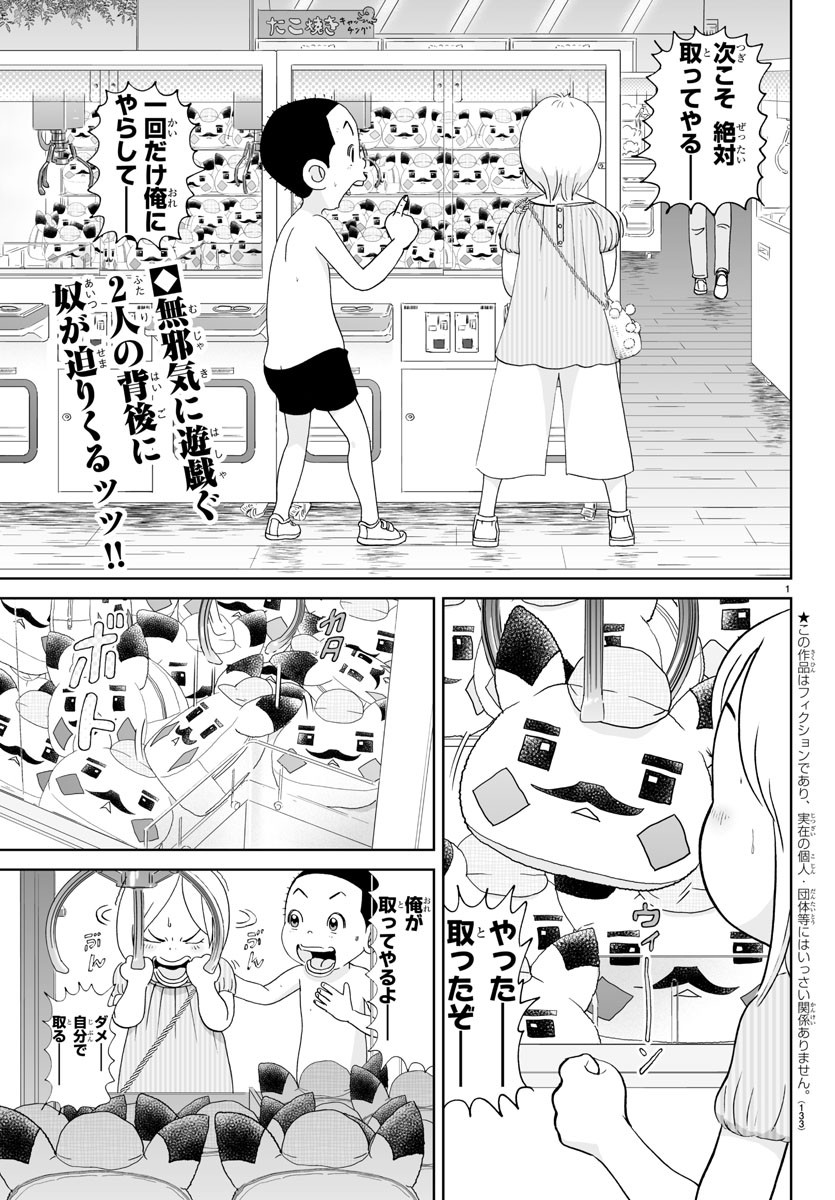 たこ焼きキャッチング
次こそ 絶対
取ってやる――
一回だけ俺に
やらして――
◆無邪気に遊戯ぐ
2人の背後に
奴が迫りくるッツ!!
1
★この作品はフィクションであり、実在の個人・団体等にはいっさい関係ありません。
(133)
ウィーン
やった――
取ったぞ――
カタ
ボト
俺が
取ってやるよ――
ぶん
ぶん
ダメ――
自分で
取る――